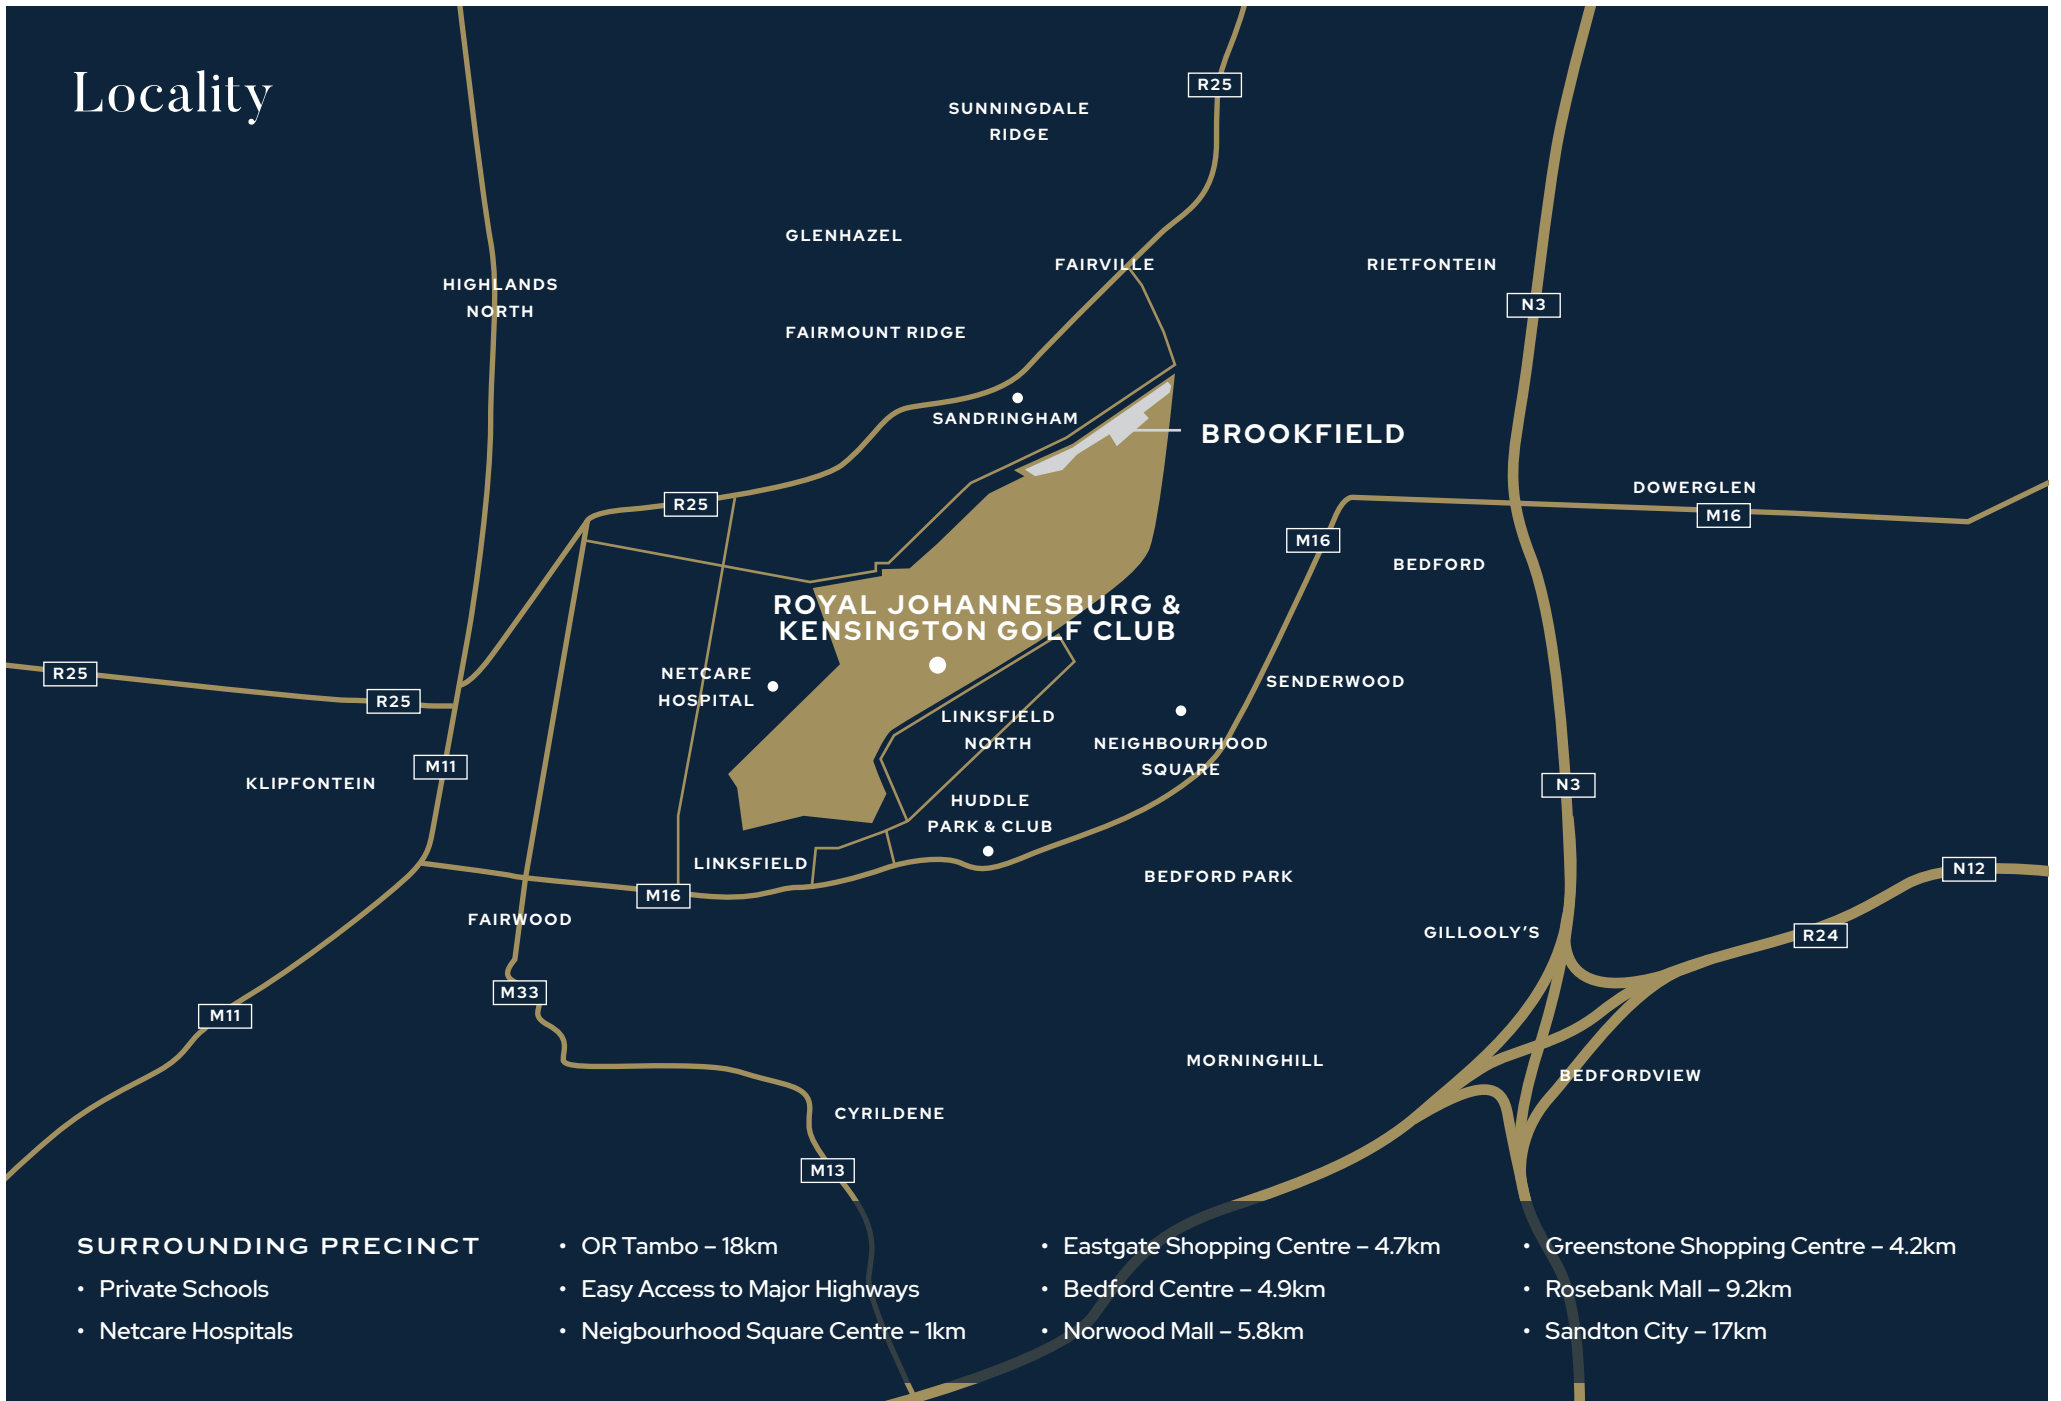 Locality
R25
SUNNINGDALE
RIDGE
GLENHAZEL
FAIRVILLE
RIETFONTEIN
HIGHLANDS
NORTH
N3
FAIRMOUNT RIDGE
SANDRINGHAM
BROOKFIELD
DOWERGLEN
R25
M16
M16
BEDFORD
ROYAL JOHANNESBURG &
KENSINGTON GOLF CLUB
R25
NETCARE
HOSPITAL
SENDERWOOD
R25
LINKSFIELD
NORTH
NEIGHBOURHOOD
SQUARE
M11
KLIPFONTEIN
N3
HUDDLE
PARK & CLUB
LINKSFIELD
BEDFORD PARK
N12
M16
FAIRWOOD
GILLOOLY’S
R24
M33
M11
MORNINGHILL
BEDFORDVIEW
CYRILDENE
M13
SURROUNDING PRECINCT
• Private Schools
• Netcare Hospitals
• OR Tambo – 18km
• Easy Access to Major Highways
• Neigbourhood Square Centre - 1km
• Eastgate Shopping Centre – 4.7km
• Bedford Centre – 4.9km
• Norwood Mall – 5.8km
• Greenstone Shopping Centre – 4.2km
• Rosebank Mall – 9.2km
• Sandton City – 17km